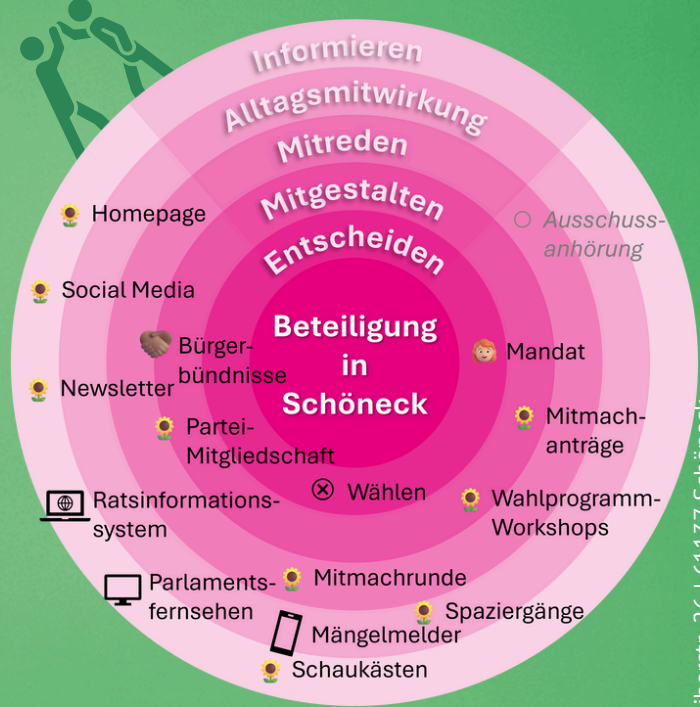 Informieren
Alltagsmitwirkung
Mitreden
Mitgestalten
Entscheiden
Beteiligung
in
Schöneck
Homepage
Ausschuss-
anhörung
Social Media
Bürger-
bündnisse
Mandat
Newsletter
Partei-
Mitgliedschaft
Mitmach-
anträge
Wählen
Ratsinformations-
system
Wahlprogramm-
Workshops
Parlaments-
fernsehen
Mitmachrunde
Spaziergänge
Mängelmelder
Schaukästen